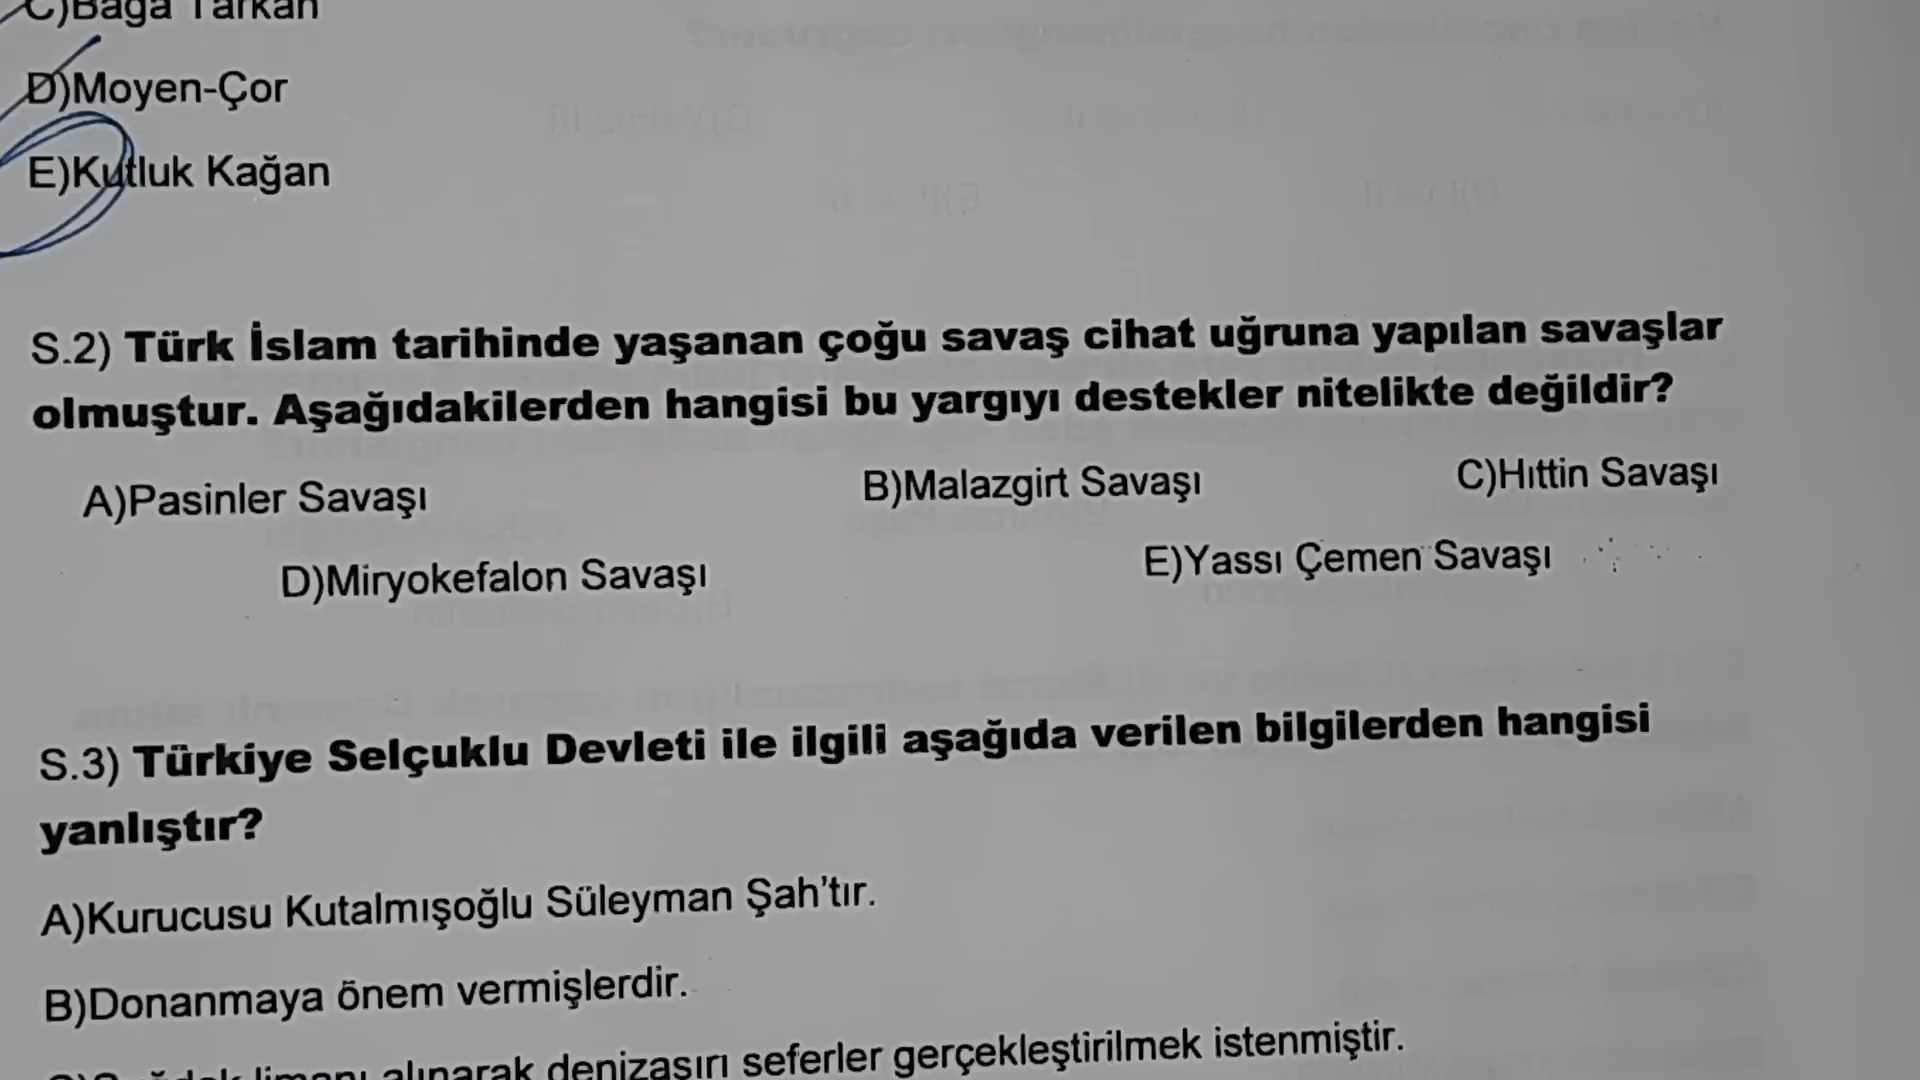 C)Baga Tarkan
D)Moyen-Çor
E)Kutluk Kağan
S.2) Türk İslam tarihinde yaşanan çoğu savaş cihat uğruna yapılan savaşlar
olmuştur. Aşağıdakilerden hangisi bu yargıyı destekler nitelikte değildir?
A)Pasinler Savaşı B)Malazgirt Savaşı C)Hıttin Savaşı
D)Miryokefalon Savaşı E)Yassı Çemen Savaşı
S.3) Türkiye Selçuklu Devleti ile ilgili aşağıda verilen bilgilerden hangisi
yanlıştır?
A)Kurucusu Kutalmışoğlu Süleyman Şah'tır.
B)Donanmaya önem vermişlerdir.
limanı alınarak denizaşırı seferler gerçekleştirilmek istenmiştir.